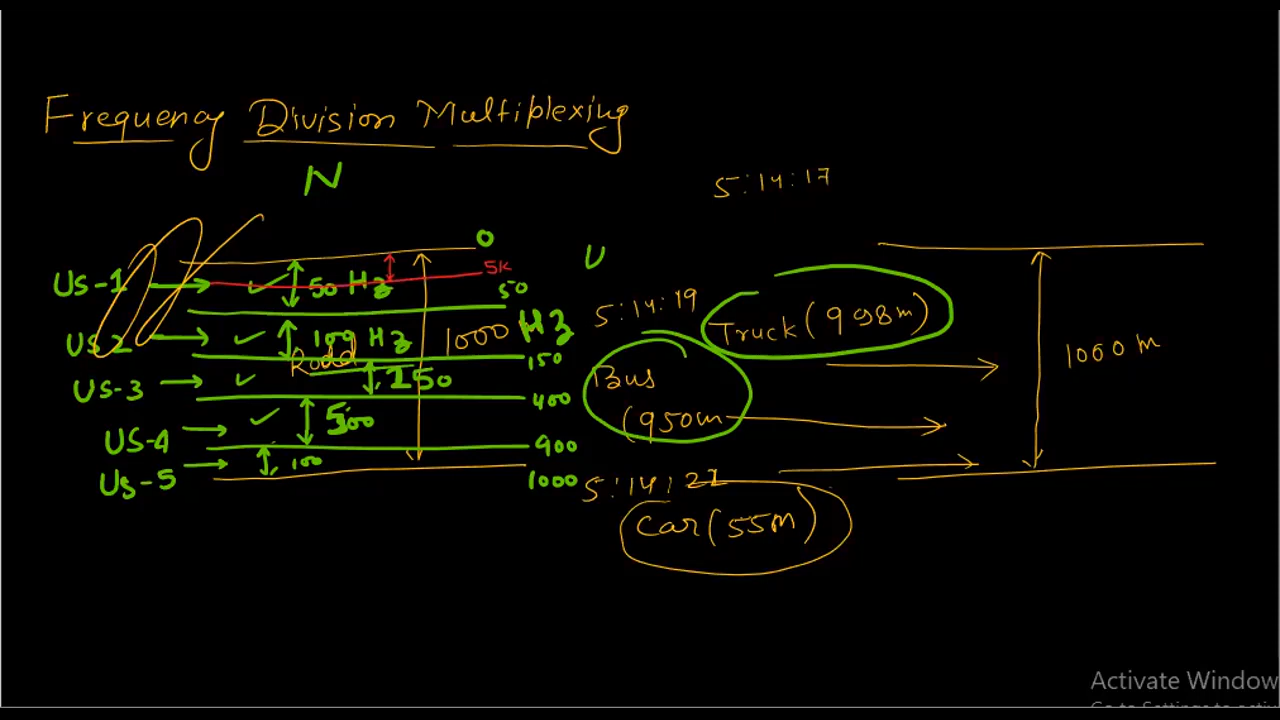 Frequency Division Multiplexing
N
5:14:17
0
US-1 50 Hz 5K
50
U
5:14:19
Truck (998m)
US-2 100 Hz 1000 Hz
Road
150
1000 m
US-3 250
400
Bus
(950m
US-4 500
900
US-5 100
1000
5:14:21
Car (55m)
Activate Window